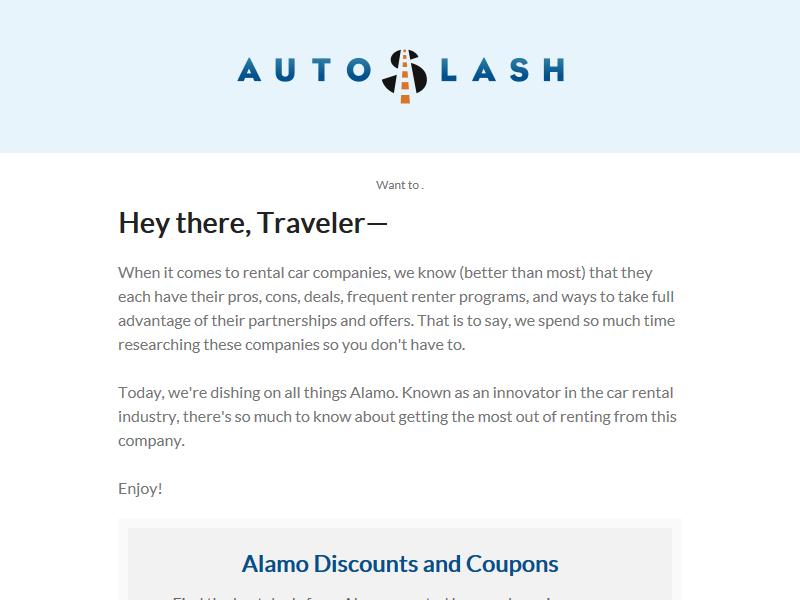 AUTOSLASH
Want to .
Hey there, Traveler—
When it comes to rental car companies, we know (better than most) that they
each have their pros, cons, deals, frequent renter programs, and ways to take full
advantage of their partnerships and offers. That is to say, we spend so much time
researching these companies so you don't have to.
Today, we're dishing on all things Alamo. Known as an innovator in the car rental
industry, there's so much to know about getting the most out of renting from this
company.
Enjoy!
Alamo Discounts and Coupons